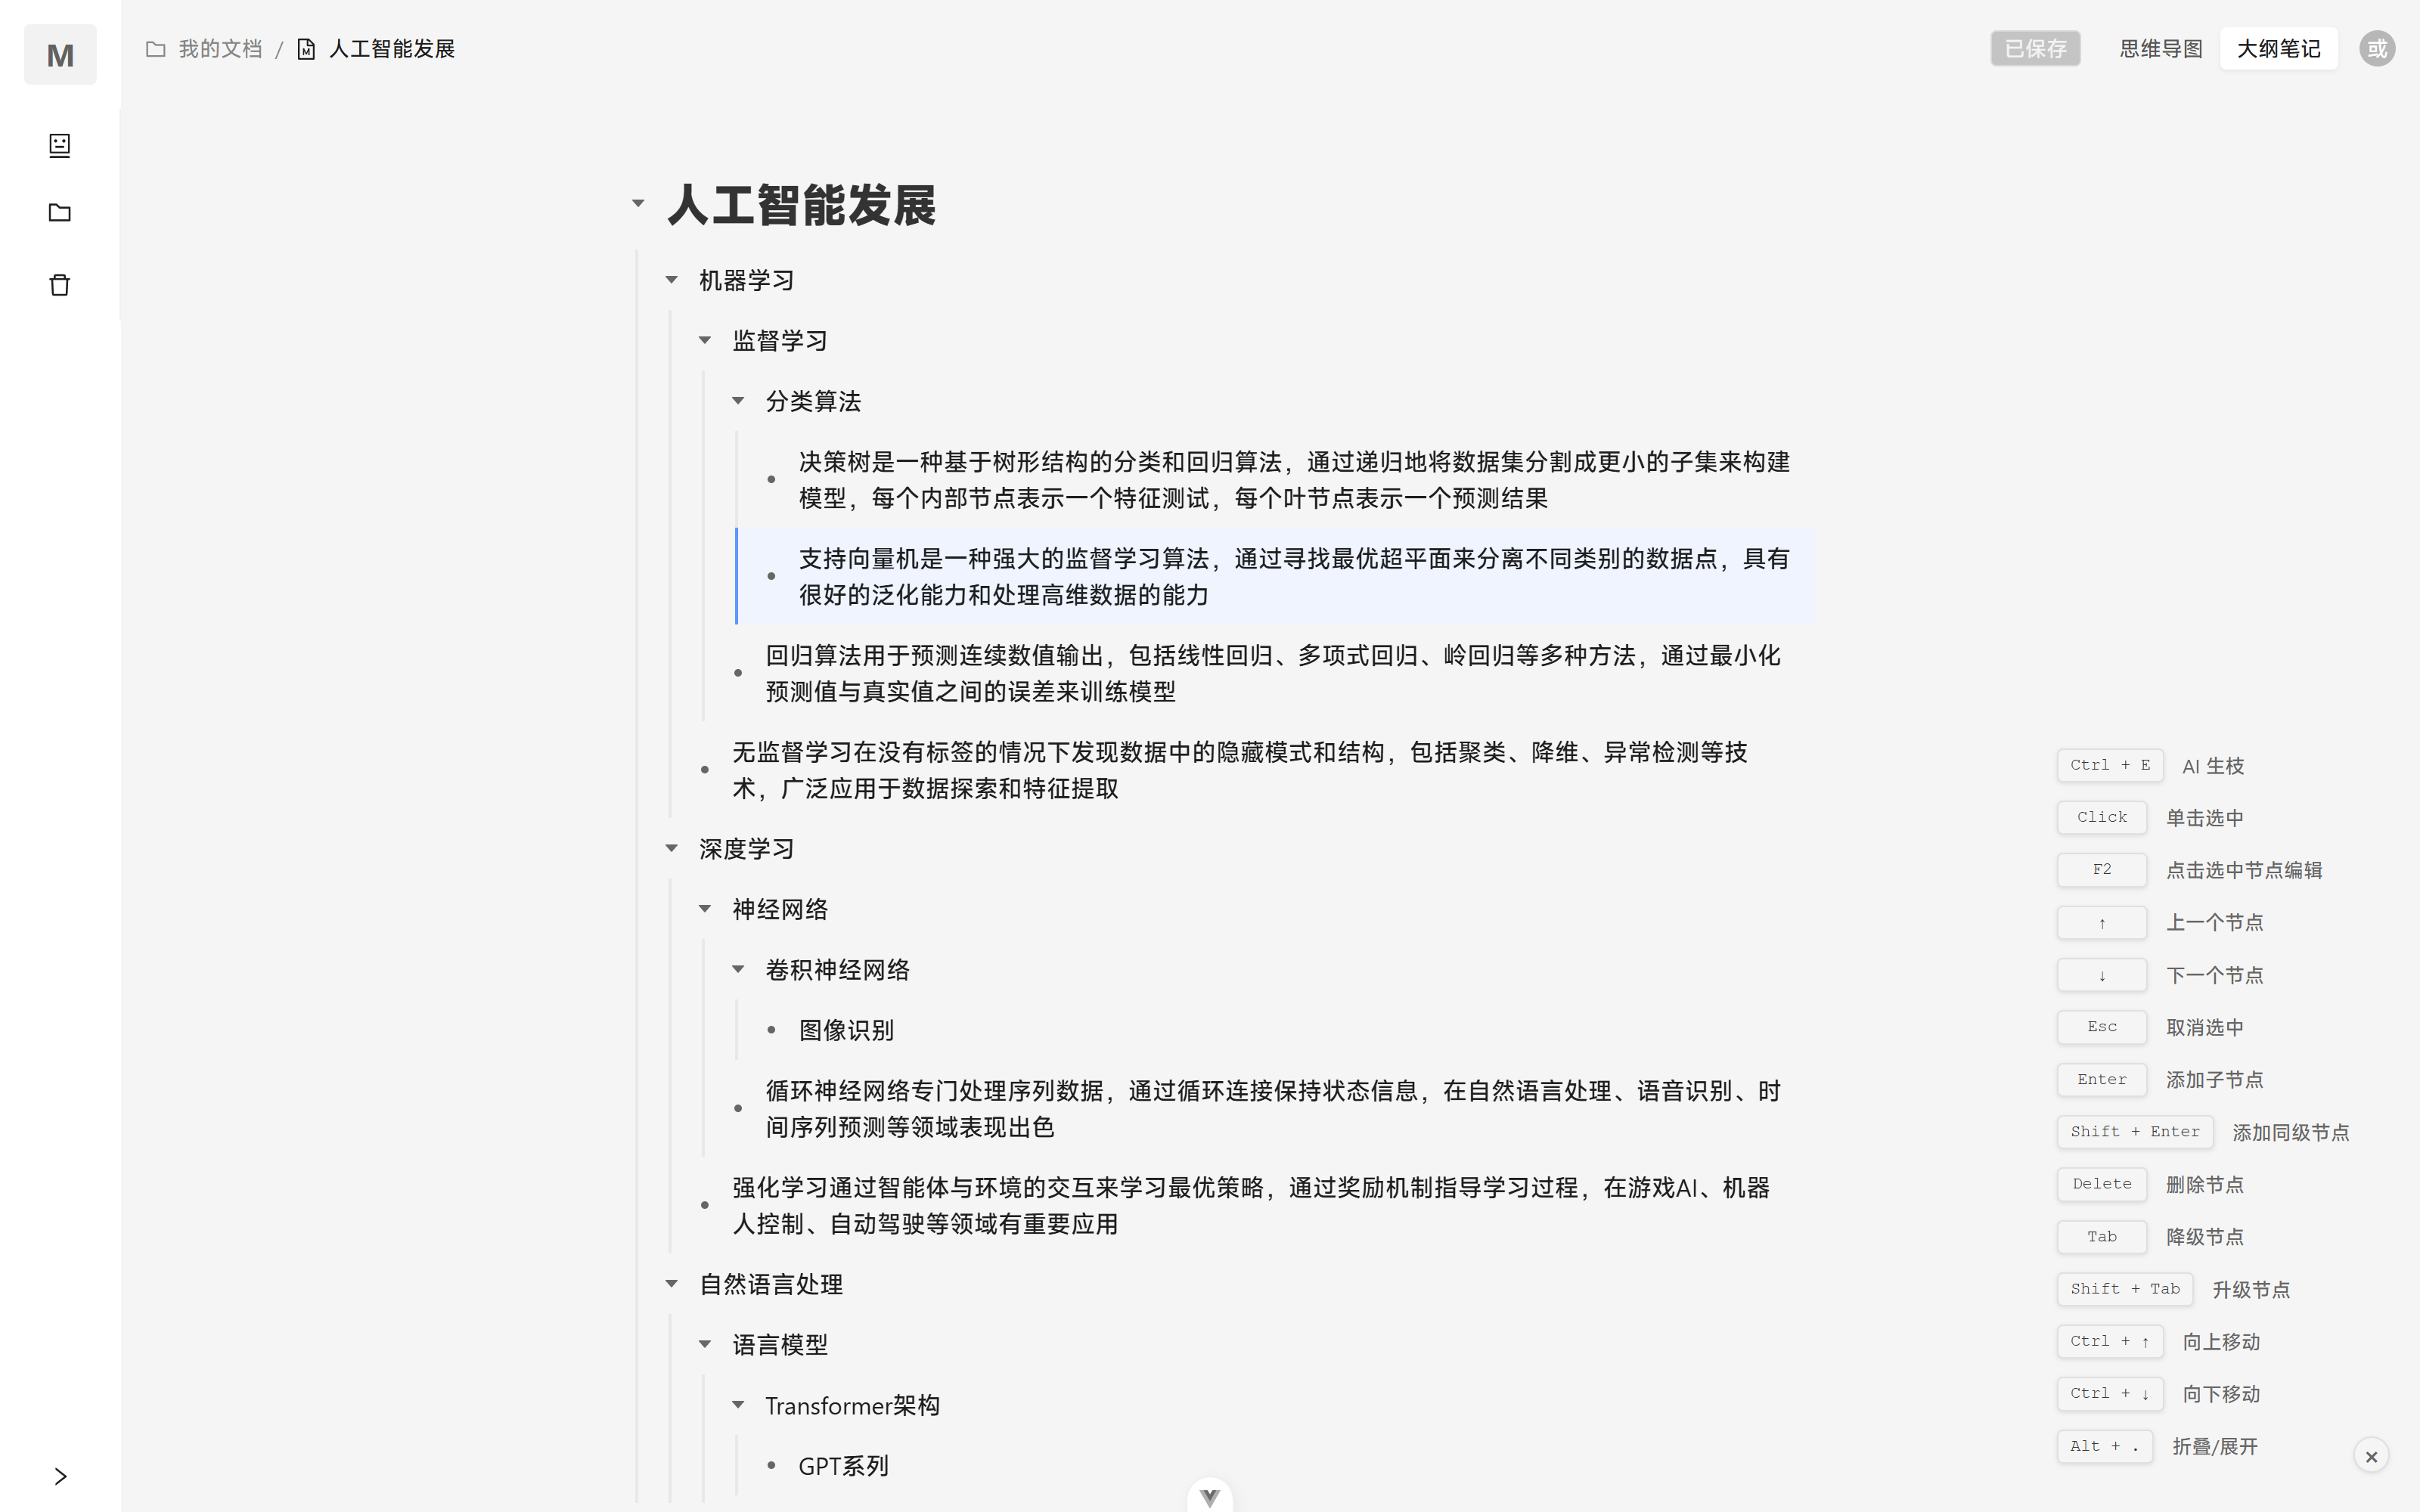 M
我的文档 / 人工智能发展
已保存
思维导图
大纲笔记
或
人工智能发展
机器学习
监督学习
分类算法
决策树是一种基于树形结构的分类和回归算法，通过递归地将数据集分割成更小的子集来构建
模型，每个内部节点表示一个特征测试，每个叶节点表示一个预测结果
支持向量机是一种强大的监督学习算法，通过寻找最优超平面来分离不同类别的数据点，具有
很好的泛化能力和处理高维数据的能力
回归算法用于预测连续数值输出，包括线性回归、多项式回归、岭回归等多种方法，通过最小化
预测值与真实值之间的误差来训练模型
无监督学习在没有标签的情况下发现数据中的隐藏模式和结构，包括聚类、降维、异常检测等技
术，广泛应用于数据探索和特征提取
深度学习
神经网络
卷积神经网络
图像识别
循环神经网络专门处理序列数据，通过循环连接保持状态信息，在自然语言处理、语音识别、时
间序列预测等领域表现出色
强化学习通过智能体与环境的交互来学习最优策略，通过奖励机制指导学习过程，在游戏AI、机器
人控制、自动驾驶等领域有重要应用
自然语言处理
语言模型
Transformer架构
GPT系列
Ctrl + E AI 生枝
Click 单击选中
F2 点击选中节点编辑
↑ 上一个节点
↓ 下一个节点
Esc 取消选中
Enter 添加子节点
Shift + Enter 添加同级节点
Delete 删除节点
Tab 降级节点
Shift + Tab 升级节点
Ctrl + ↑ 向上移动
Ctrl + ↓ 向下移动
Alt + . 折叠/展开